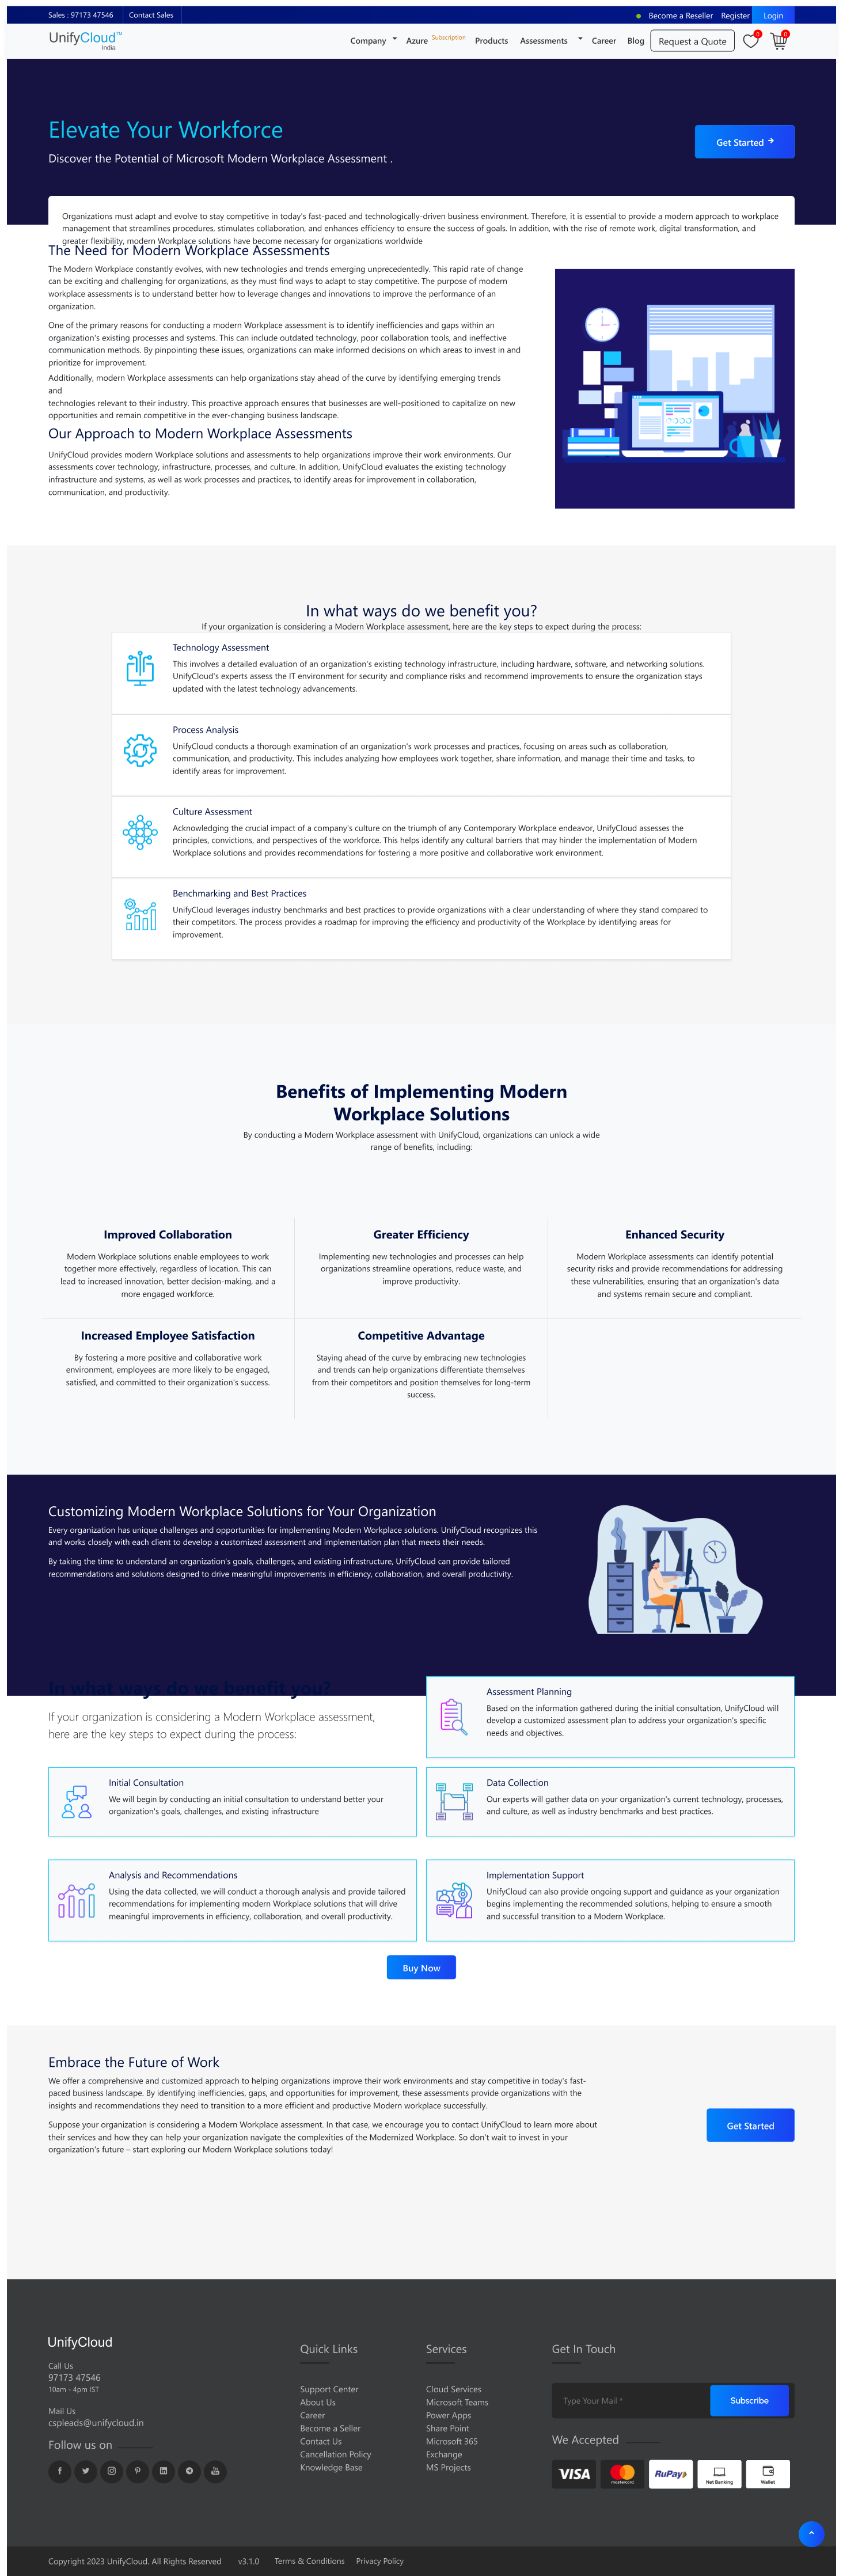 Sales : 97173 47546
Contact Sales
Become a Reseller
Register
Login
UnifyCloud™
India
Company
Azure
Subscription
Products
Assessments
Career
Blog
Request a Quote
0
0
Elevate Your Workforce
Discover the Potential of Microsoft Modern Workplace Assessment .
Get Started
Organizations must adapt and evolve to stay competitive in today's fast-paced and technologically-driven business environment. Therefore, it is essential to provide a modern approach to workplace
management that streamlines procedures, stimulates collaboration, and enhances efficiency to ensure the success of goals. In addition, with the rise of remote work, digital transformation, and
greater flexibility, modern Workplace solutions have become necessary for organizations worldwide
The Need for Modern Workplace Assessments
The Modern Workplace constantly evolves, with new technologies and trends emerging unprecedentedly. This rapid rate of change
can be exciting and challenging for organizations, as they must find ways to adapt to stay competitive. The purpose of modern
workplace assessments is to understand better how to leverage changes and innovations to improve the performance of an
organization.
One of the primary reasons for conducting a modern Workplace assessment is to identify inefficiencies and gaps within an
organization's existing processes and systems. This can include outdated technology, poor collaboration tools, and ineffective
communication methods. By pinpointing these issues, organizations can make informed decisions on which areas to invest in and
prioritize for improvement.
Additionally, modern Workplace assessments can help organizations stay ahead of the curve by identifying emerging trends
and
technologies relevant to their industry. This proactive approach ensures that businesses are well-positioned to capitalize on new
opportunities and remain competitive in the ever-changing business landscape.
Our Approach to Modern Workplace Assessments
UnifyCloud provides modern Workplace solutions and assessments to help organizations improve their work environments. Our
assessments cover technology, infrastructure, processes, and culture. In addition, UnifyCloud evaluates the existing technology
infrastructure and systems, as well as work processes and practices, to identify areas for improvement in collaboration,
communication, and productivity.
In what ways do we benefit you?
If your organization is considering a Modern Workplace assessment, here are the key steps to expect during the process:
Technology Assessment
This involves a detailed evaluation of an organization's existing technology infrastructure, including hardware, software, and networking solutions.
UnifyCloud's experts assess the IT environment for security and compliance risks and recommend improvements to ensure the organization stays
updated with the latest technology advancements.
Process Analysis
UnifyCloud conducts a thorough examination of an organization's work processes and practices, focusing on areas such as collaboration,
communication, and productivity. This includes analyzing how employees work together, share information, and manage their time and tasks, to
identify areas for improvement.
Culture Assessment
Acknowledging the crucial impact of a company's culture on the triumph of any Contemporary Workplace endeavor, UnifyCloud assesses the
principles, convictions, and perspectives of the workforce. This helps identify any cultural barriers that may hinder the implementation of Modern
Workplace solutions and provides recommendations for fostering a more positive and collaborative work environment.
Benchmarking and Best Practices
UnifyCloud leverages industry benchmarks and best practices to provide organizations with a clear understanding of where they stand compared to
their competitors. The process provides a roadmap for improving the efficiency and productivity of the Workplace by identifying areas for
improvement.
Benefits of Implementing Modern
Workplace Solutions
By conducting a Modern Workplace assessment with UnifyCloud, organizations can unlock a wide
range of benefits, including:
Improved Collaboration
Modern Workplace solutions enable employees to work
together more effectively, regardless of location. This can
lead to increased innovation, better decision-making, and a
more engaged workforce.
Greater Efficiency
Implementing new technologies and processes can help
organizations streamline operations, reduce waste, and
improve productivity.
Enhanced Security
Modern Workplace assessments can identify potential
security risks and provide recommendations for addressing
these vulnerabilities, ensuring that an organization's data
and systems remain secure and compliant.
Increased Employee Satisfaction
By fostering a more positive and collaborative work
environment, employees are more likely to be engaged,
satisfied, and committed to their organization's success.
Competitive Advantage
Staying ahead of the curve by embracing new technologies
and trends can help organizations differentiate themselves
from their competitors and position themselves for long-term
success.
Customizing Modern Workplace Solutions for Your Organization
Every organization has unique challenges and opportunities for implementing Modern Workplace solutions. UnifyCloud recognizes this
and works closely with each client to develop a customized assessment and implementation plan that meets their needs.
By taking the time to understand an organization's goals, challenges, and existing infrastructure, UnifyCloud can provide tailored
recommendations and solutions designed to drive meaningful improvements in efficiency, collaboration, and overall productivity.
In what ways do we benefit you?
If your organization is considering a Modern Workplace assessment,
here are the key steps to expect during the process:
Assessment Planning
Based on the information gathered during the initial consultation, UnifyCloud will
develop a customized assessment plan to address your organization's specific
needs and objectives.
Initial Consultation
We will begin by conducting an initial consultation to understand better your
organization's goals, challenges, and existing infrastructure
Data Collection
Our experts will gather data on your organization's current technology, processes,
and culture, as well as industry benchmarks and best practices.
Analysis and Recommendations
Using the data collected, we will conduct a thorough analysis and provide tailored
recommendations for implementing modern Workplace solutions that will drive
meaningful improvements in efficiency, collaboration, and overall productivity.
Implementation Support
UnifyCloud can also provide ongoing support and guidance as your organization
begins implementing the recommended solutions, helping to ensure a smooth
and successful transition to a Modern Workplace.
Buy Now
Embrace the Future of Work
We offer a comprehensive and customized approach to helping organizations improve their work environments and stay competitive in today's fast-
paced business landscape. By identifying inefficiencies, gaps, and opportunities for improvement, these assessments provide organizations with the
insights and recommendations they need to transition to a more efficient and productive Modern workplace successfully.
Suppose your organization is considering a Modern Workplace assessment. In that case, we encourage you to contact UnifyCloud to learn more about
their services and how they can help your organization navigate the complexities of the Modernized Workplace. So don't wait to invest in your
organization's future – start exploring our Modern Workplace solutions today!
Get Started
UnifyCloud
Call Us
97173 47546
10am - 4pm IST
Mail Us
cspleads@unifycloud.in
Follow us on
Quick Links
Support Center
About Us
Career
Become a Seller
Contact Us
Cancellation Policy
Knowledge Base
Services
Cloud Services
Microsoft Teams
Power Apps
Share Point
Microsoft 365
Exchange
MS Projects
Get In Touch
Type Your Mail *
Subscribe
We Accepted
VISA
mastercard
RuPay
Net Banking
Wallet
Copyright 2023 UnifyCloud. All Rights Reserved
v3.1.0
Terms & Conditions
Privacy Policy